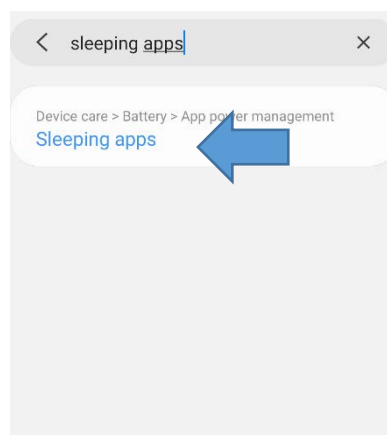 sleeping apps
Device care > Battery > App power management
Sleeping apps